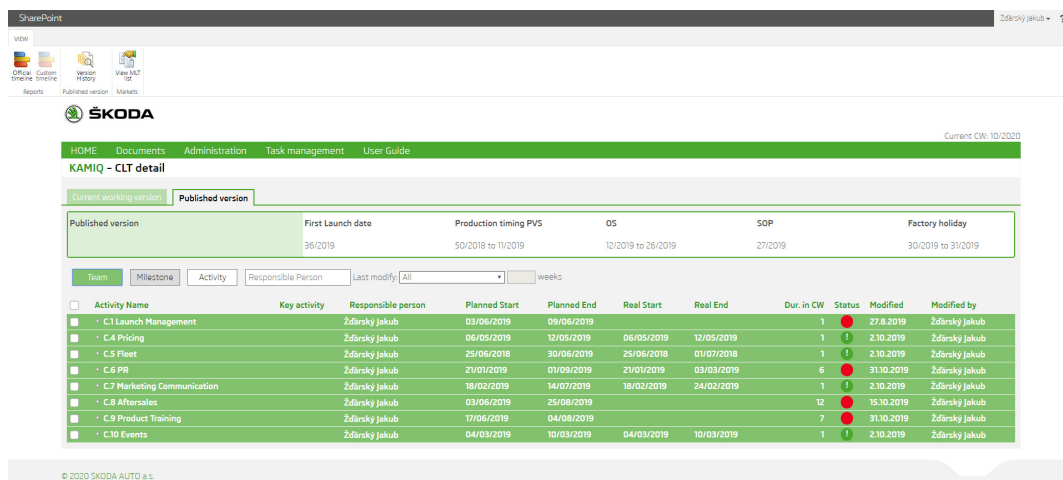 SharePoint Žďárský Jakub ?
VIEW
Official timeline Custom timeline Version History View MLT list
Reports Published version Markets
ŠKODA
Current CW: 10/2020
HOME Documents Administration Task management User Guide
KAMIQ - CLT detail
Current working version Published version
Published version First Launch date Production timing PVS OS SOP Factory holiday
36/2019 50/2018 to 11/2019 12/2019 to 26/2019 27/2019 30/2019 to 31/2019
Team Milestone Activity Responsible Person Last modify: All weeks
Activity Name Key activity Responsible person Planned Start Planned End Real Start Real End Dur. in CW Status Modified Modified by
C.1 Launch Management Žďárský Jakub 03/06/2019 09/06/2019 1 27.8.2019 Žďárský Jakub
C.4 Pricing Žďárský Jakub 06/05/2019 12/05/2019 06/05/2019 12/05/2019 1 ! 2.10.2019 Žďárský Jakub
C.5 Fleet Žďárský Jakub 25/06/2018 30/06/2019 25/06/2018 01/07/2018 1 ! 2.10.2019 Žďárský Jakub
C.6 PR Žďárský Jakub 21/01/2019 01/09/2019 21/01/2019 03/03/2019 6 31.10.2019 Žďárský Jakub
C.7 Marketing Communication Žďárský Jakub 18/02/2019 14/07/2019 18/02/2019 24/02/2019 1 ! 2.10.2019 Žďárský Jakub
C.8 Aftersales Žďárský Jakub 03/06/2019 25/08/2019 12 15.10.2019 Žďárský Jakub
C.9 Product Training Žďárský Jakub 17/06/2019 04/08/2019 7 31.10.2019 Žďárský Jakub
C.10 Events Žďárský Jakub 04/03/2019 10/03/2019 04/03/2019 10/03/2019 1 ! 2.10.2019 Žďárský Jakub
© 2020 ŠKODA AUTO a.s.